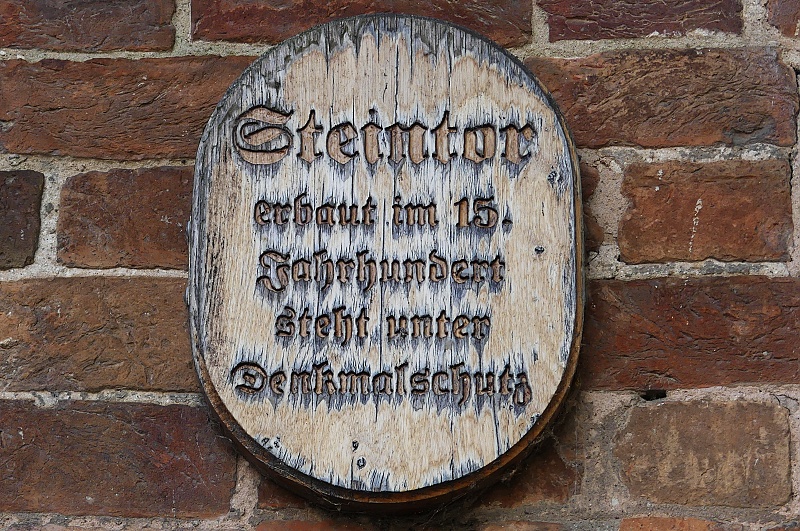 Steintor
erbaut im 15.
Jahrhundert
steht unter
Denkmalschutz